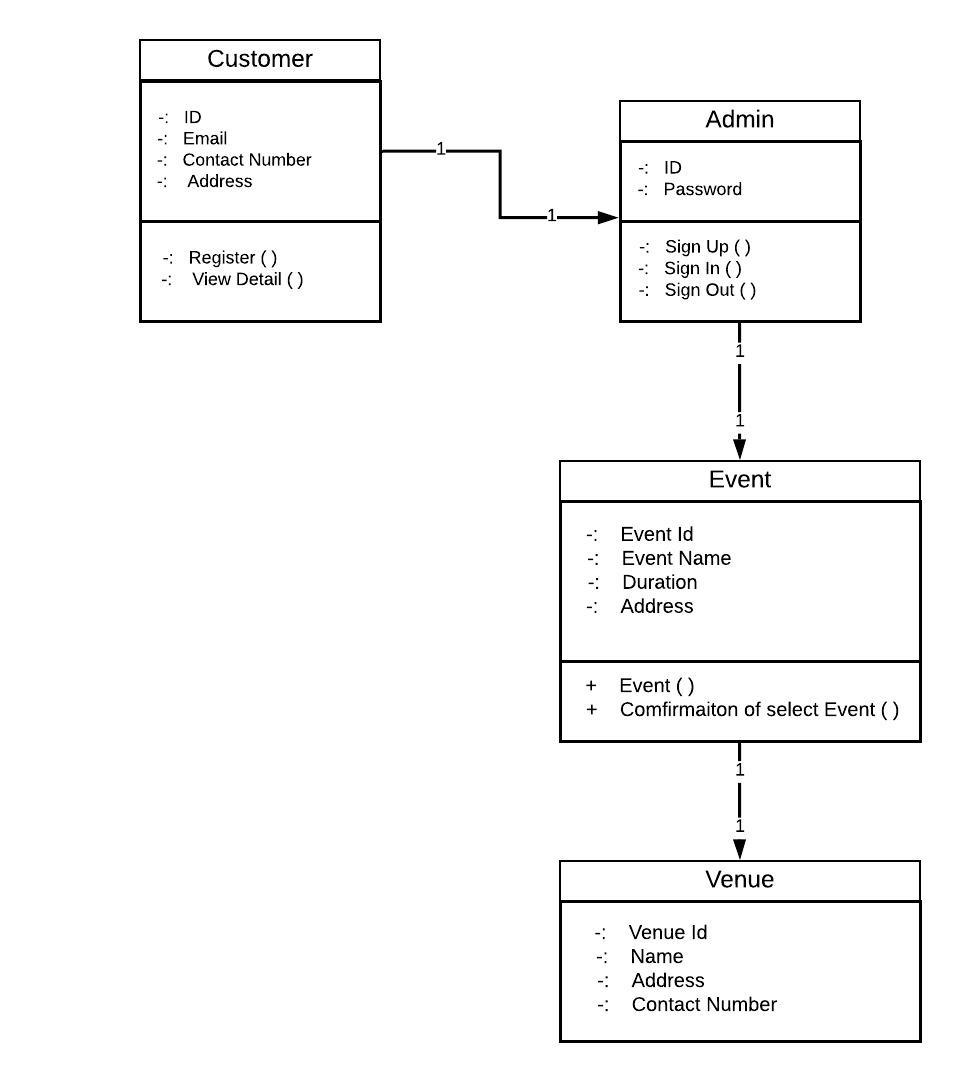 Customer
-: ID
-: Email
-: Contact Number
-: Address
-: Register ( )
-: View Detail ( )
1
1
Admin
-: ID
-: Password
-: Sign Up ( )
-: Sign In ( )
-: Sign Out ( )
1
1
Event
-: Event Id
-: Event Name
-: Duration
-: Address
+ Event ( )
+ Comfirmaiton of select Event ( )
1
1
Venue
-: Venue Id
-: Name
-: Address
-: Contact Number